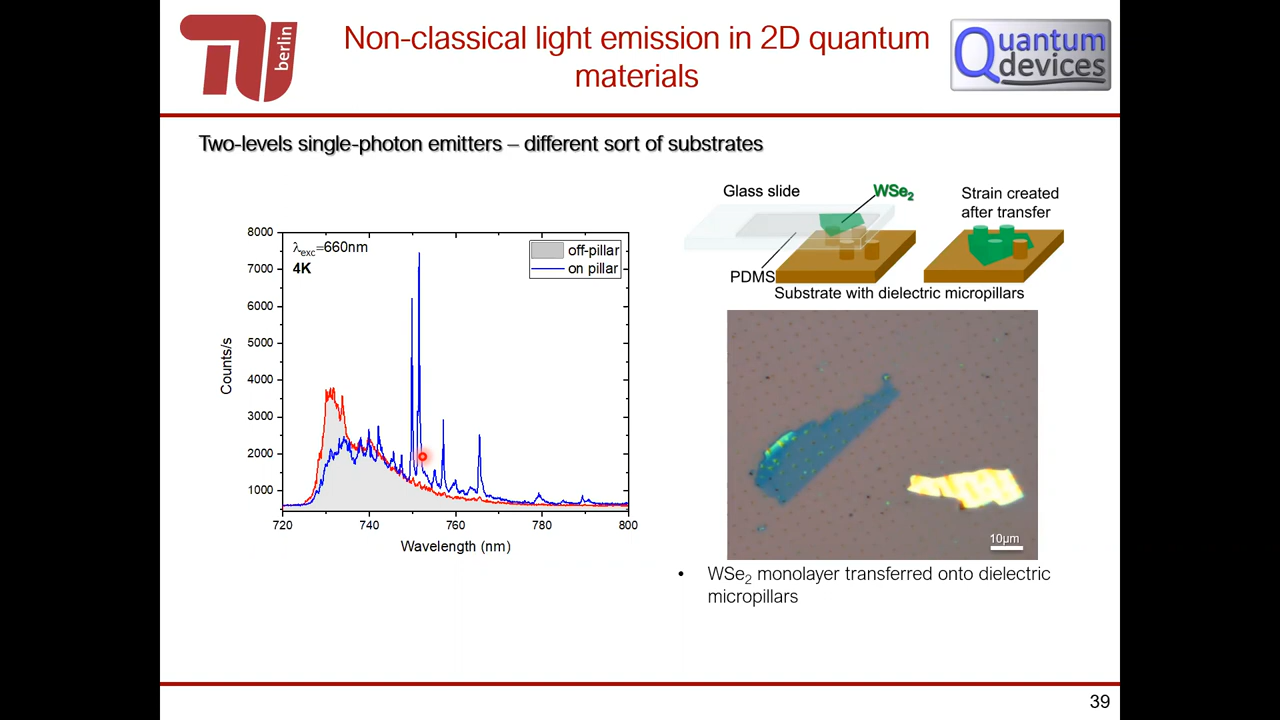 berlin
Non-classical light emission in 2D quantum
materials
Quantum
devices
Two-levels single-photon emitters – different sort of substrates
Glass slide
WSe₂
Strain created
after transfer
PDMS
Substrate with dielectric micropillars
λexc=660nm
4K
off-pillar
on pillar
8000
7000
6000
5000
4000
3000
2000
1000
Counts/s
720
740
760
780
800
Wavelength (nm)
10µm
• WSe₂ monolayer transferred onto dielectric
micropillars
39